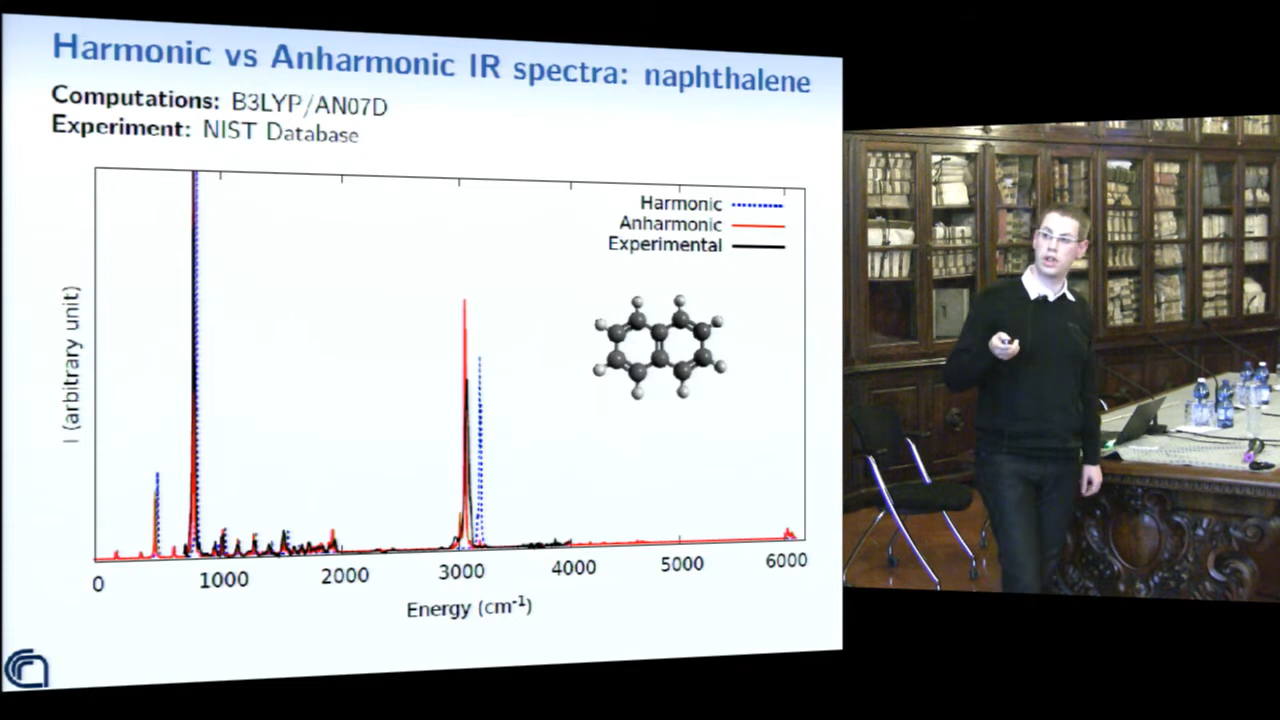 Harmonic vs Anharmonic IR spectra: naphthalene
Computations: B3LYP/AN07D
Experiment: NIST Database
Harmonic
Anharmonic
Experimental
I (arbitrary unit)
0 1000 2000 3000 4000 5000 6000
Energy (cm-1)